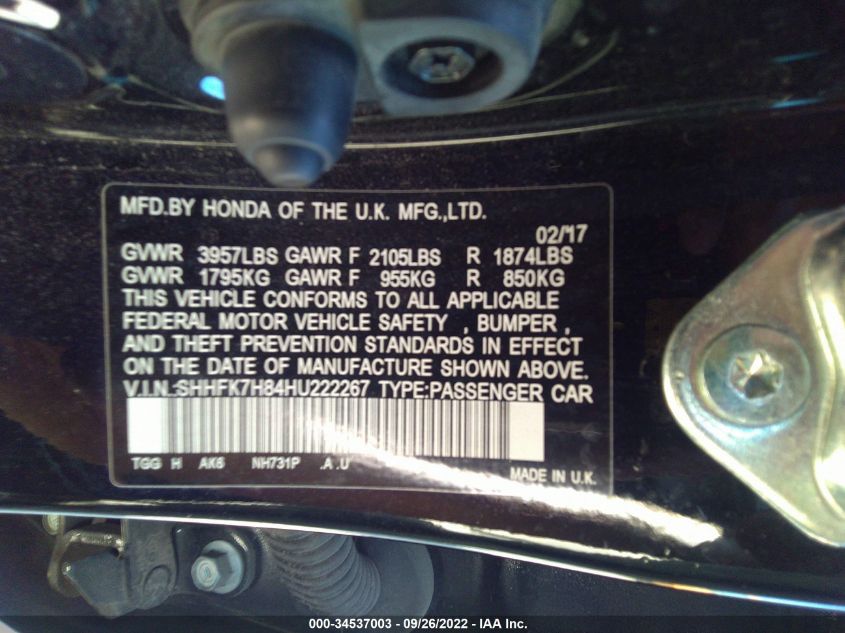 MFD.BY HONDA OF THE U.K. MFG.,LTD.
02/17
GVWR 3957LBS GAWR F 2105LBS R 1874LBS
GVWR 1795KG GAWR F 955KG R 850KG
THIS VEHICLE CONFORMS TO ALL APPLICABLE
FEDERAL MOTOR VEHICLE SAFETY , BUMPER ,
AND THEFT PREVENTION STANDARDS IN EFFECT
ON THE DATE OF MANUFACTURE SHOWN ABOVE.
V.I.N.:SHHFK7H84HU222267 TYPE:PASSENGER CAR
TGG H AK6 NH731P .A .U
MADE IN U.K.
000-34537003 - 09/26/2022 - IAA Inc.